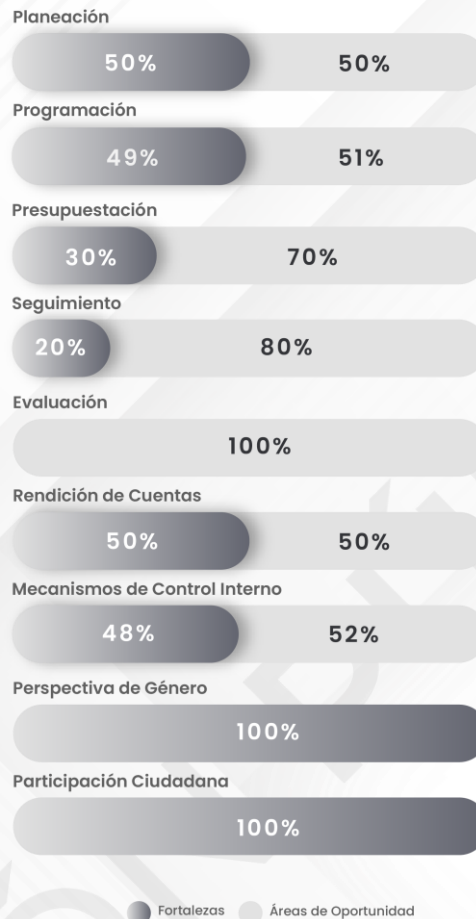 Planeación
50% 50%
Programación
49% 51%
Presupuestación
30% 70%
Seguimiento
20% 80%
Evaluación
100%
Rendición de Cuentas
50% 50%
Mecanismos de Control Interno
48% 52%
Perspectiva de Género
100%
Participación Ciudadana
100%
Fortalezas Áreas de Oportunidad